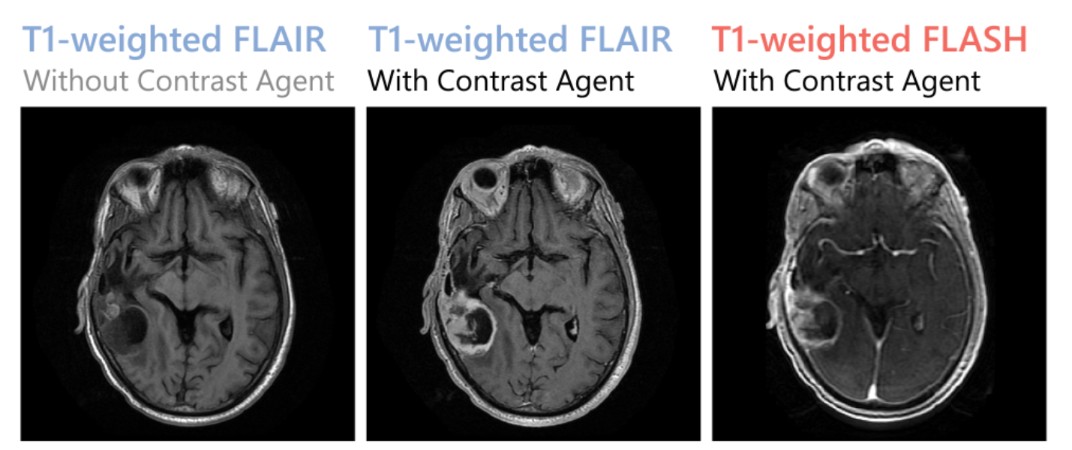 T1-weighted FLAIR
Without Contrast Agent
T1-weighted FLAIR
With Contrast Agent
T1-weighted FLASH
With Contrast Agent